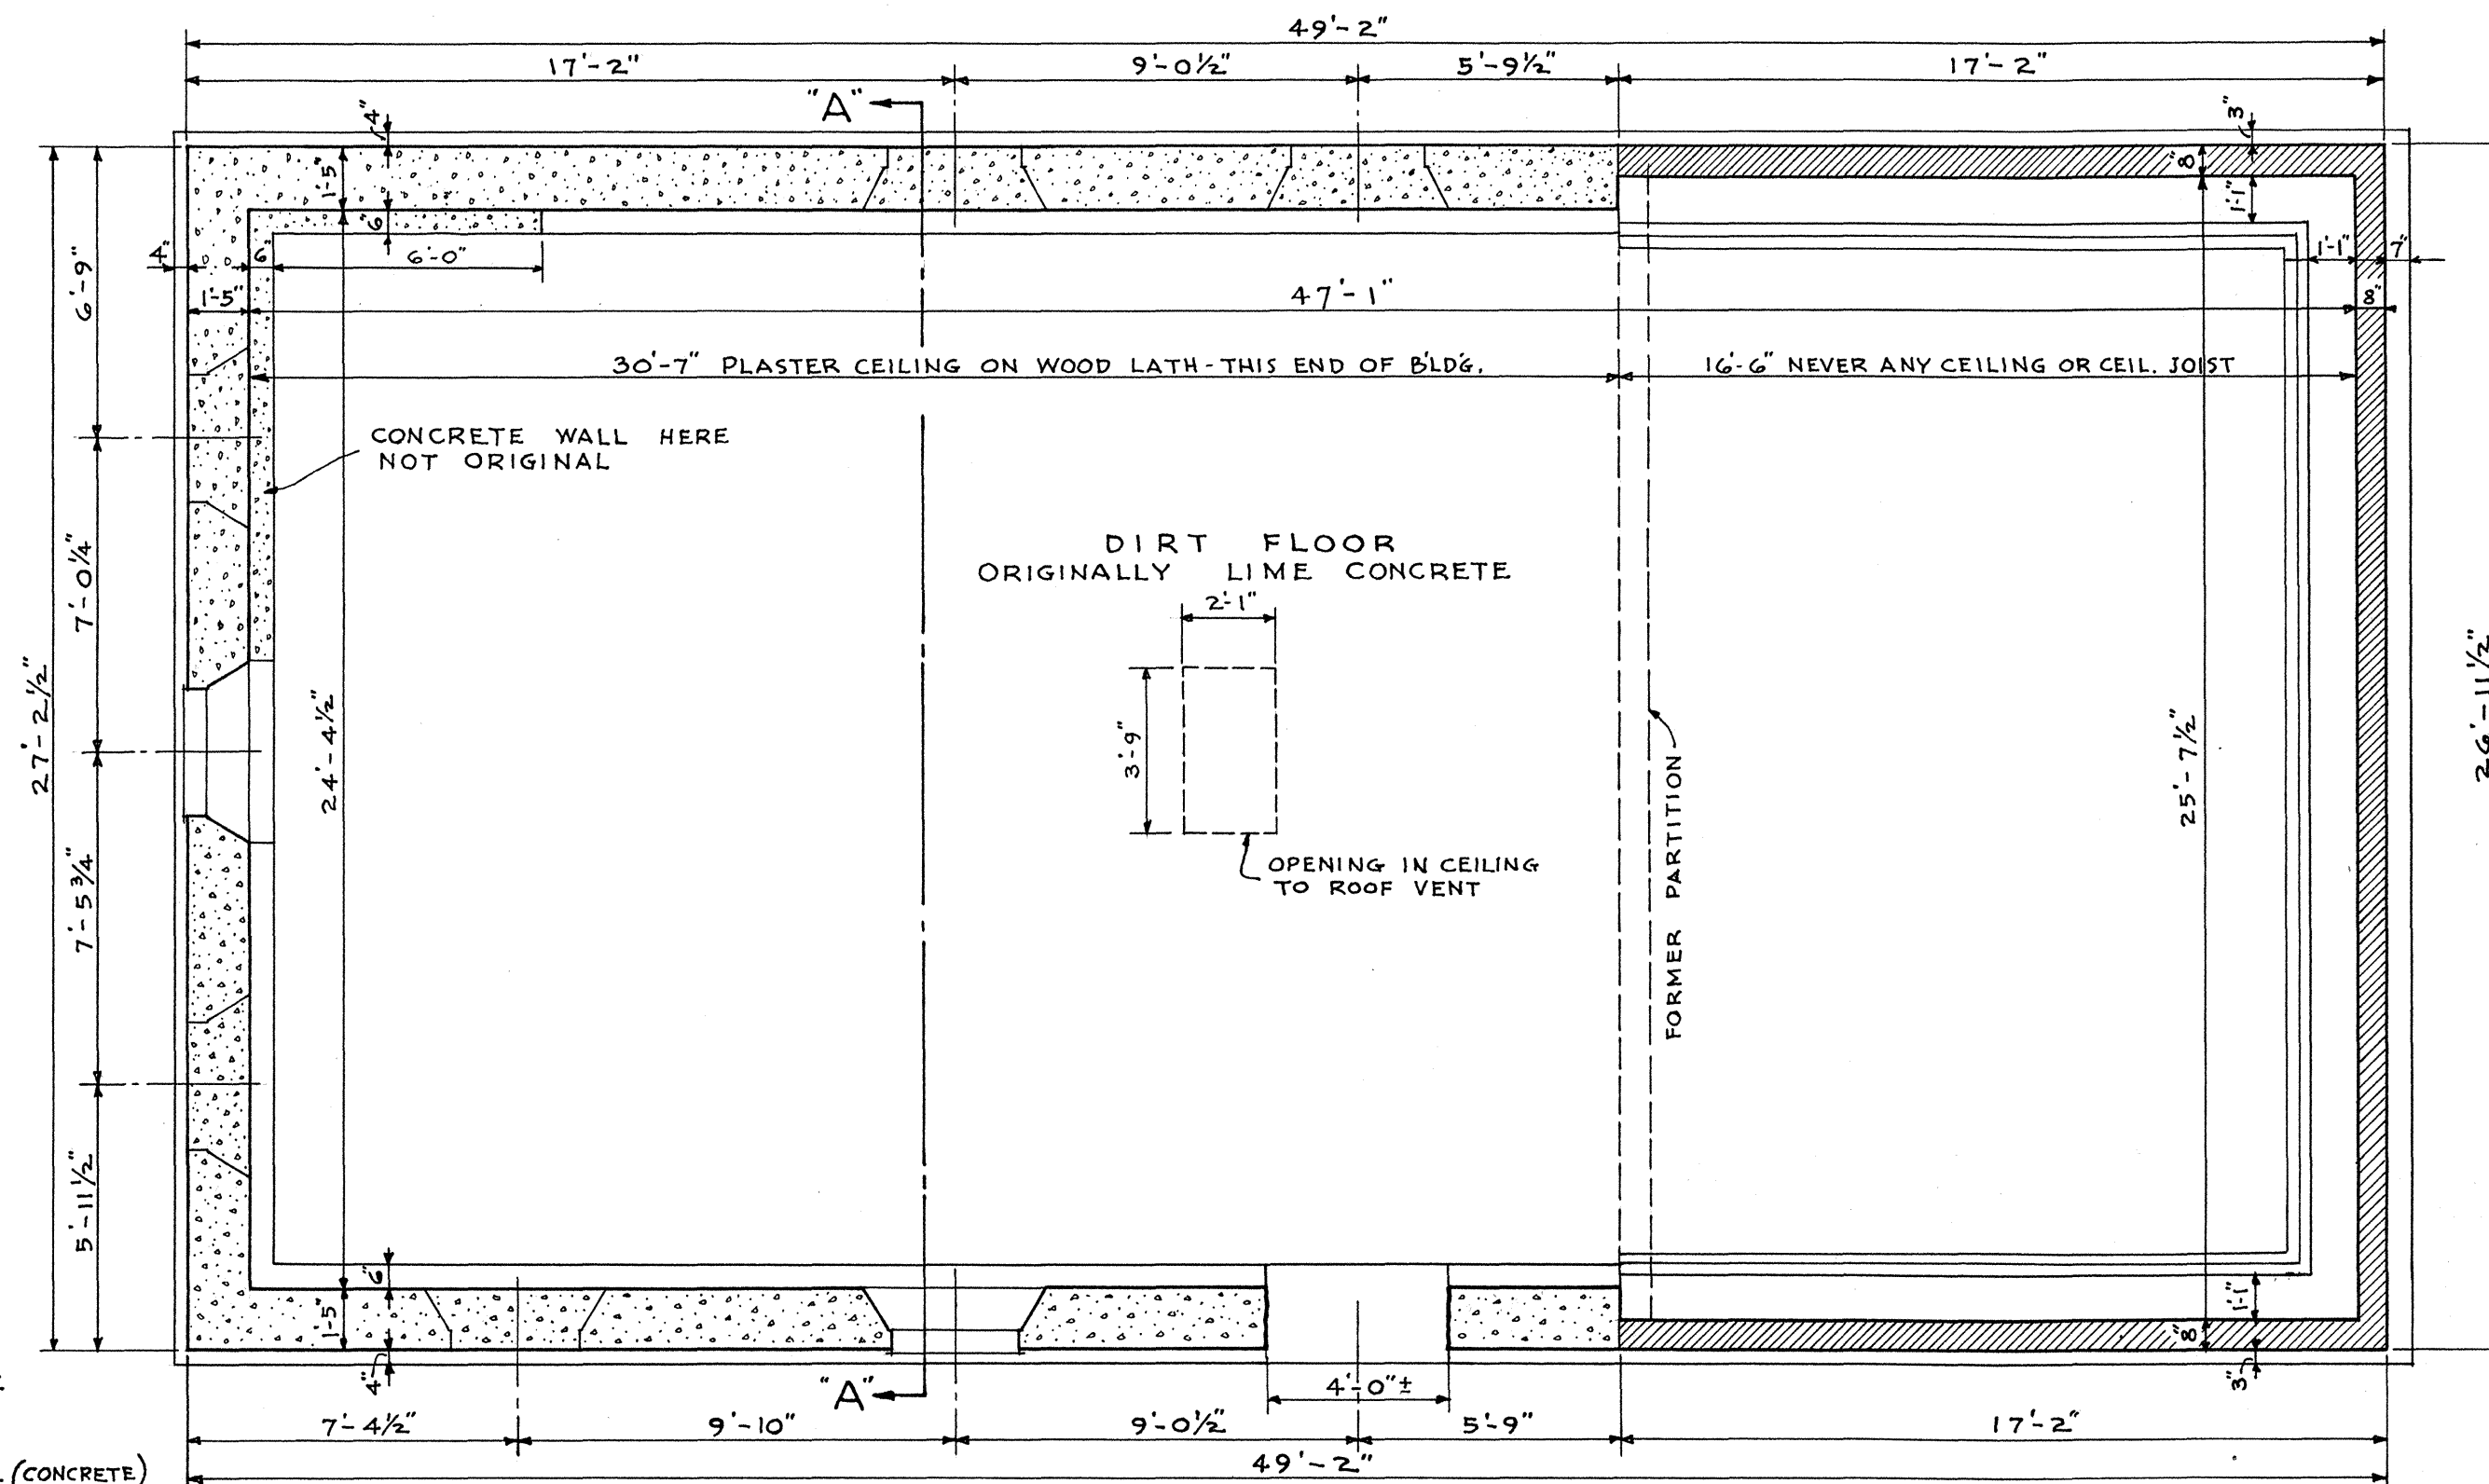 49'-2"
17'-2" 9'-0½" 5'-9½" 17'-2"
"A"
4" 3"
1'-5" 8"
6" 1'-1"
4" 6" 6'-0" 1'-1" 7"
1'-5" 47'-1" 8"
6'-9"
30'-7" PLASTER CEILING ON WOOD LATH - THIS END OF B'LD'G. 16'-6" NEVER ANY CEILING OR CEIL. JOIST
CONCRETE WALL HERE
NOT ORIGINAL
DIRT FLOOR
ORIGINALLY LIME CONCRETE
2'-1"
7'-0¼"
27'-2½"
24'-4½"
3'-9"
25'-7½"
26'-11½"
OPENING IN CEILING
TO ROOF VENT
FORMER PARTITION
7'-5¾"
5'-11½"
6" 1'-1"
1'-5" 8"
4" 3"
"A"
4'-0"±
7'-4½" 9'-10" 9'-0½" 5'-9" 17'-2"
49'-2"
(CONCRETE)